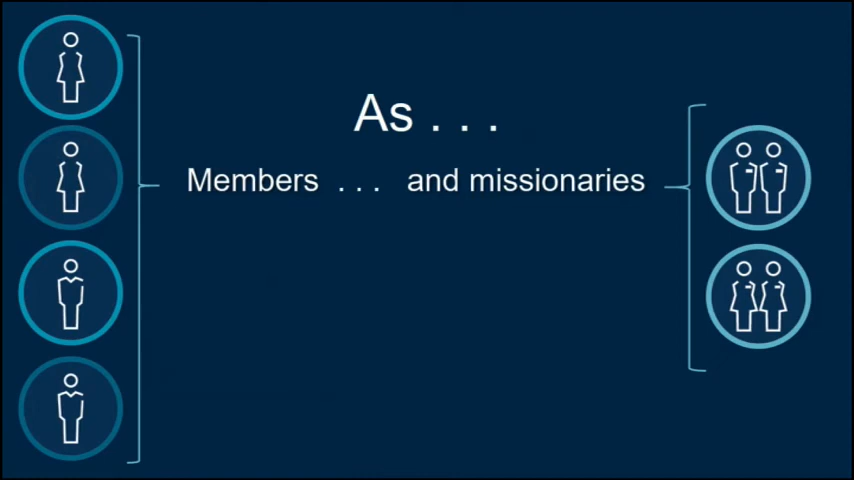 As . . .
Members . . . and missionaries